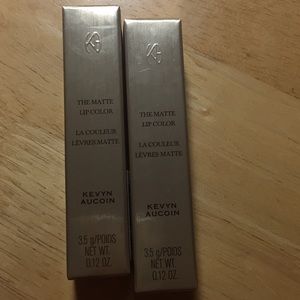 THE MATTE
LIP COLOR
LA COULEUR
LÈVRES MATTE
KEVYN
AUCOIN
3.5 g/POIDS
NET WT.
0.12 OZ.
THE MATTE
LIP COLOR
LA COULEUR
LÈVRES MATTE
KEVYN
AUCOIN
3.5 g/POIDS
NET WT.
0.12 OZ.